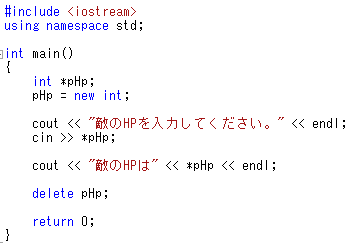 #include <iostream>
using namespace std;
int main()
{
int *pHp;
pHp = new int;
cout << "敵のHPを入力してください。" << endl;
cin >> *pHp;
cout << "敵のHPは" << *pHp << endl;
delete pHp;
return 0;
}